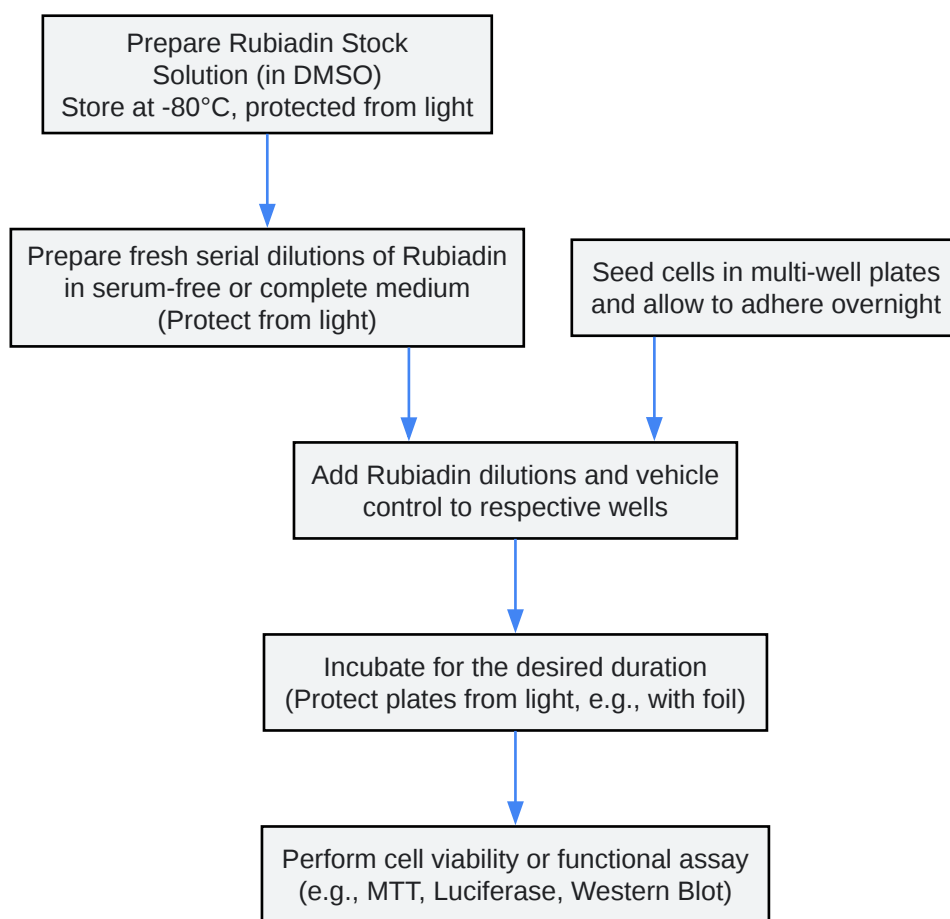 Prepare Rubiadin Stock
Solution (in DMSO)
Store at -80°C, protected from light
Prepare fresh serial dilutions of Rubiadin
in serum-free or complete medium
(Protect from light)
Seed cells in multi-well plates
and allow to adhere overnight
Add Rubiadin dilutions and vehicle
control to respective wells
Incubate for the desired duration
(Protect plates from light, e.g., with foil)
Perform cell viability or functional assay
(e.g., MTT, Luciferase, Western Blot)